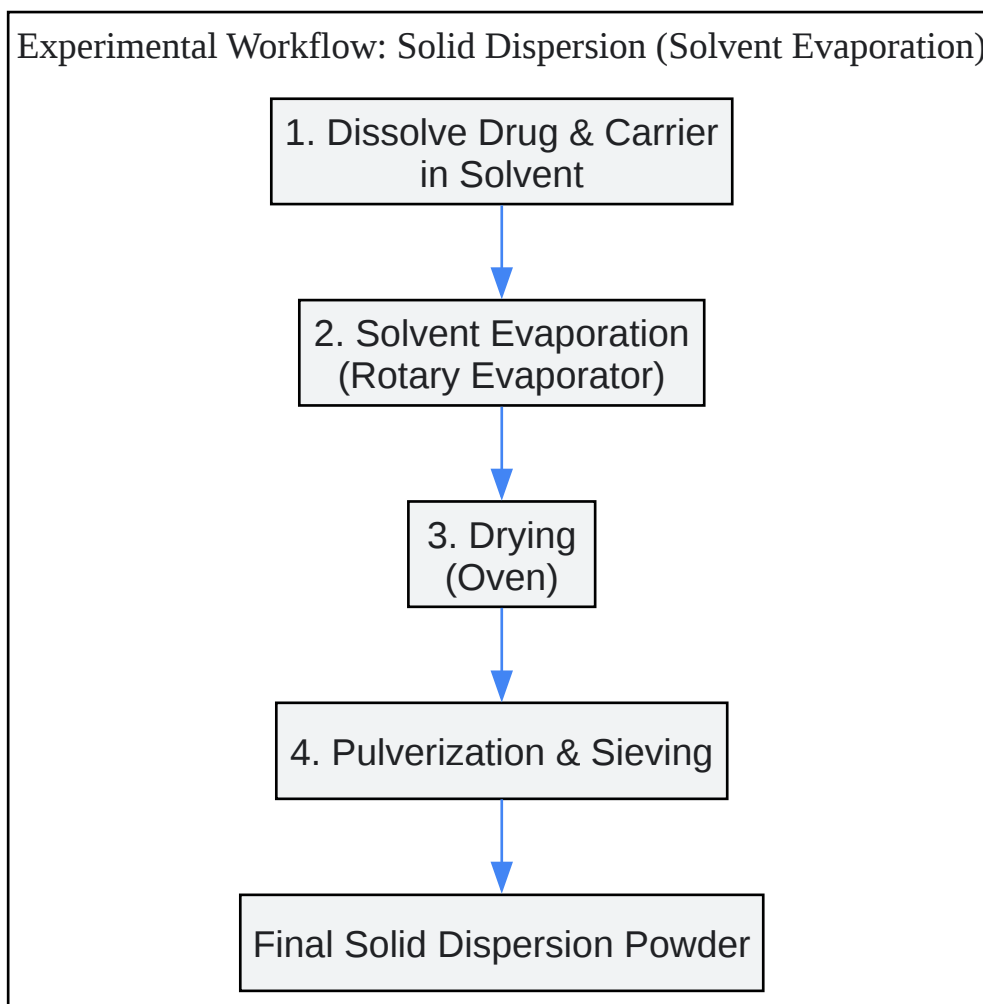 Experimental Workflow: Solid Dispersion (Solvent Evaporation)
1. Dissolve Drug & Carrier
in Solvent
2. Solvent Evaporation
(Rotary Evaporator)
3. Drying
(Oven)
4. Pulverization & Sieving
Final Solid Dispersion Powder